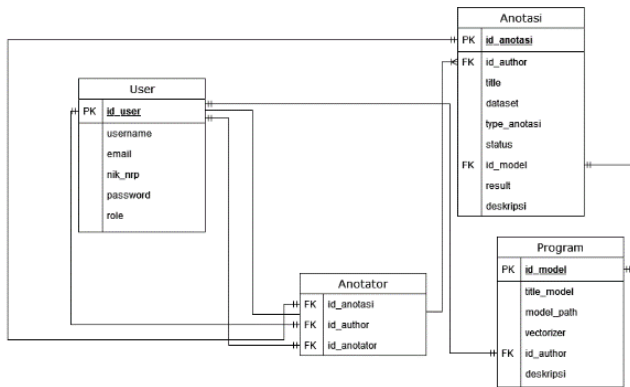 Anotasi
PK id_anotasi
FK id_author
title
dataset
type_anotasi
status
FK id_model
result
deskripsi
User
PK id_user
username
email
nik_nrp
password
role
Program
PK id_model
title_model
model_path
vectorizer
FK id_author
deskripsi
Anotator
FK id_anotasi
FK id_author
FK id_anotator